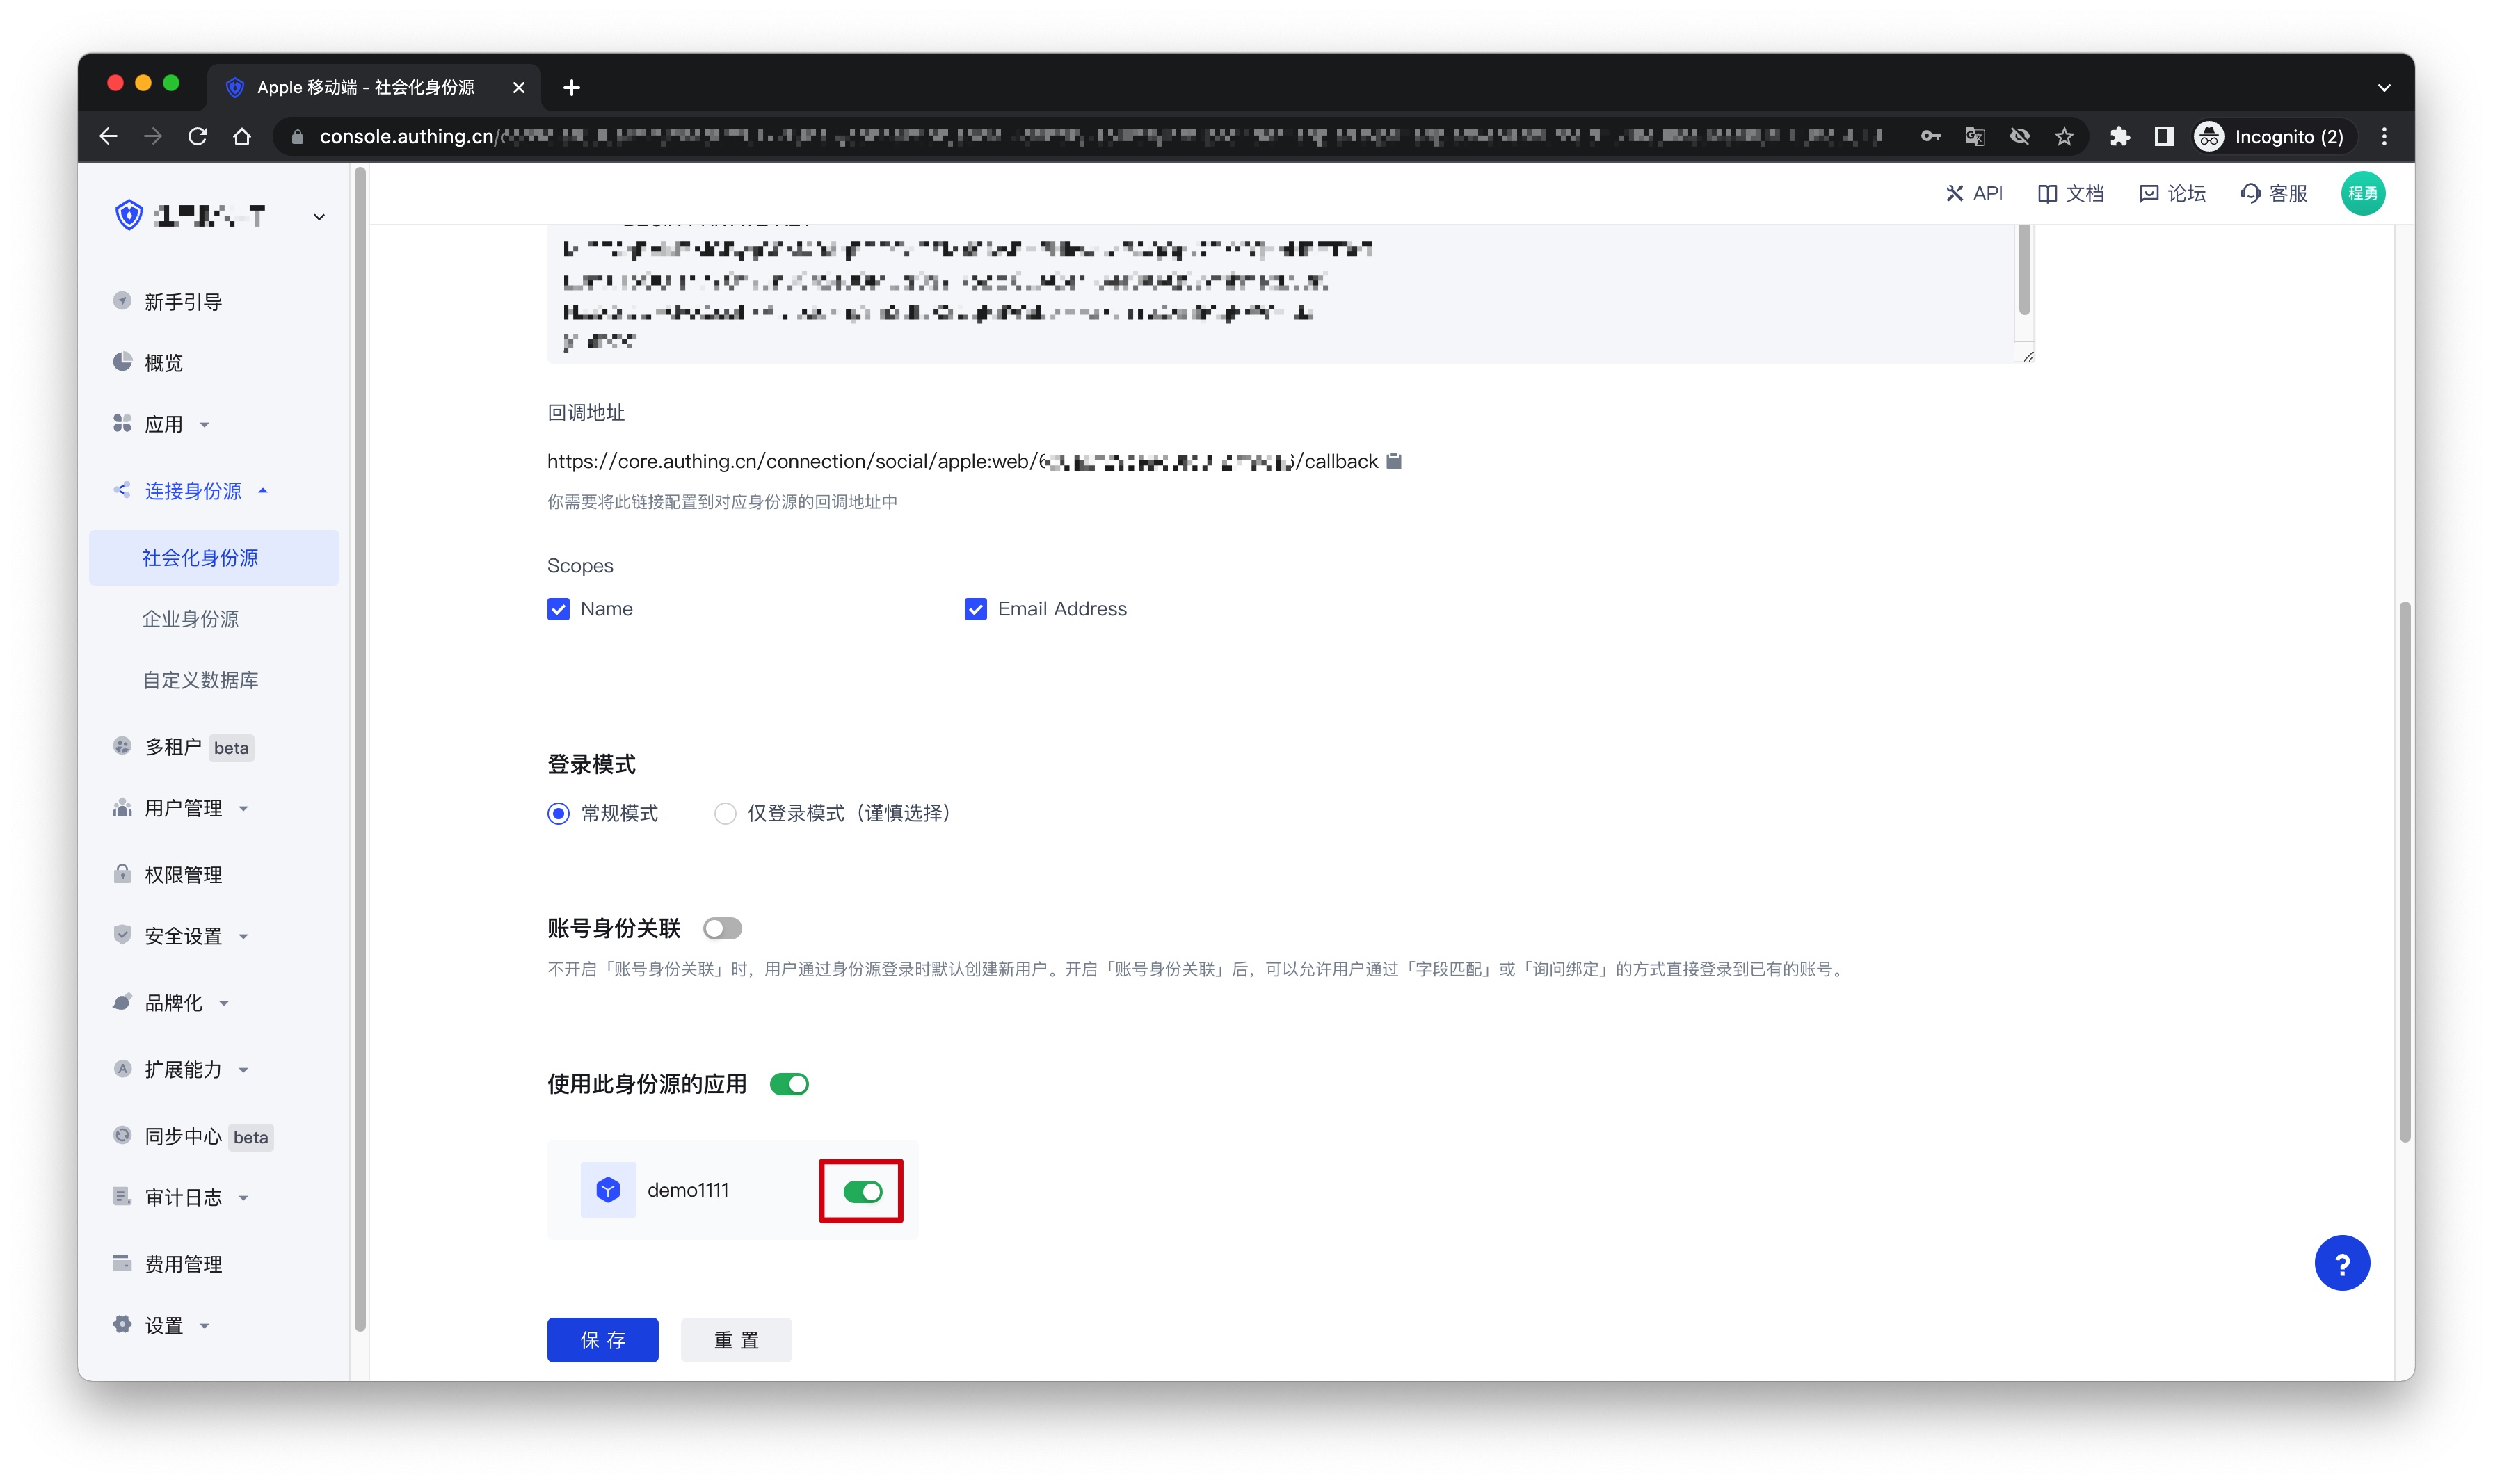 Apple 移动端 - 社会化身份源
console.authing.cn/
Incognito (2)
API
文档
论坛
客服
程勇
新手引导
概览
应用
连接身份源
社会化身份源
企业身份源
自定义数据库
多租户 beta
用户管理
权限管理
安全设置
品牌化
扩展能力
同步中心 beta
审计日志
费用管理
设置
回调地址
https://core.authing.cn/connection/social/apple:web/6 /callback
你需要将此链接配置到对应身份源的回调地址中
Scopes
Name
Email Address
登录模式
常规模式
仅登录模式（谨慎选择）
账号身份关联
不开启「账号身份关联」时，用户通过身份源登录时默认创建新用户。开启「账号身份关联」后，可以允许用户通过「字段匹配」或「询问绑定」的方式直接登录到已有的账号。
使用此身份源的应用
demo1111
保 存
重 置